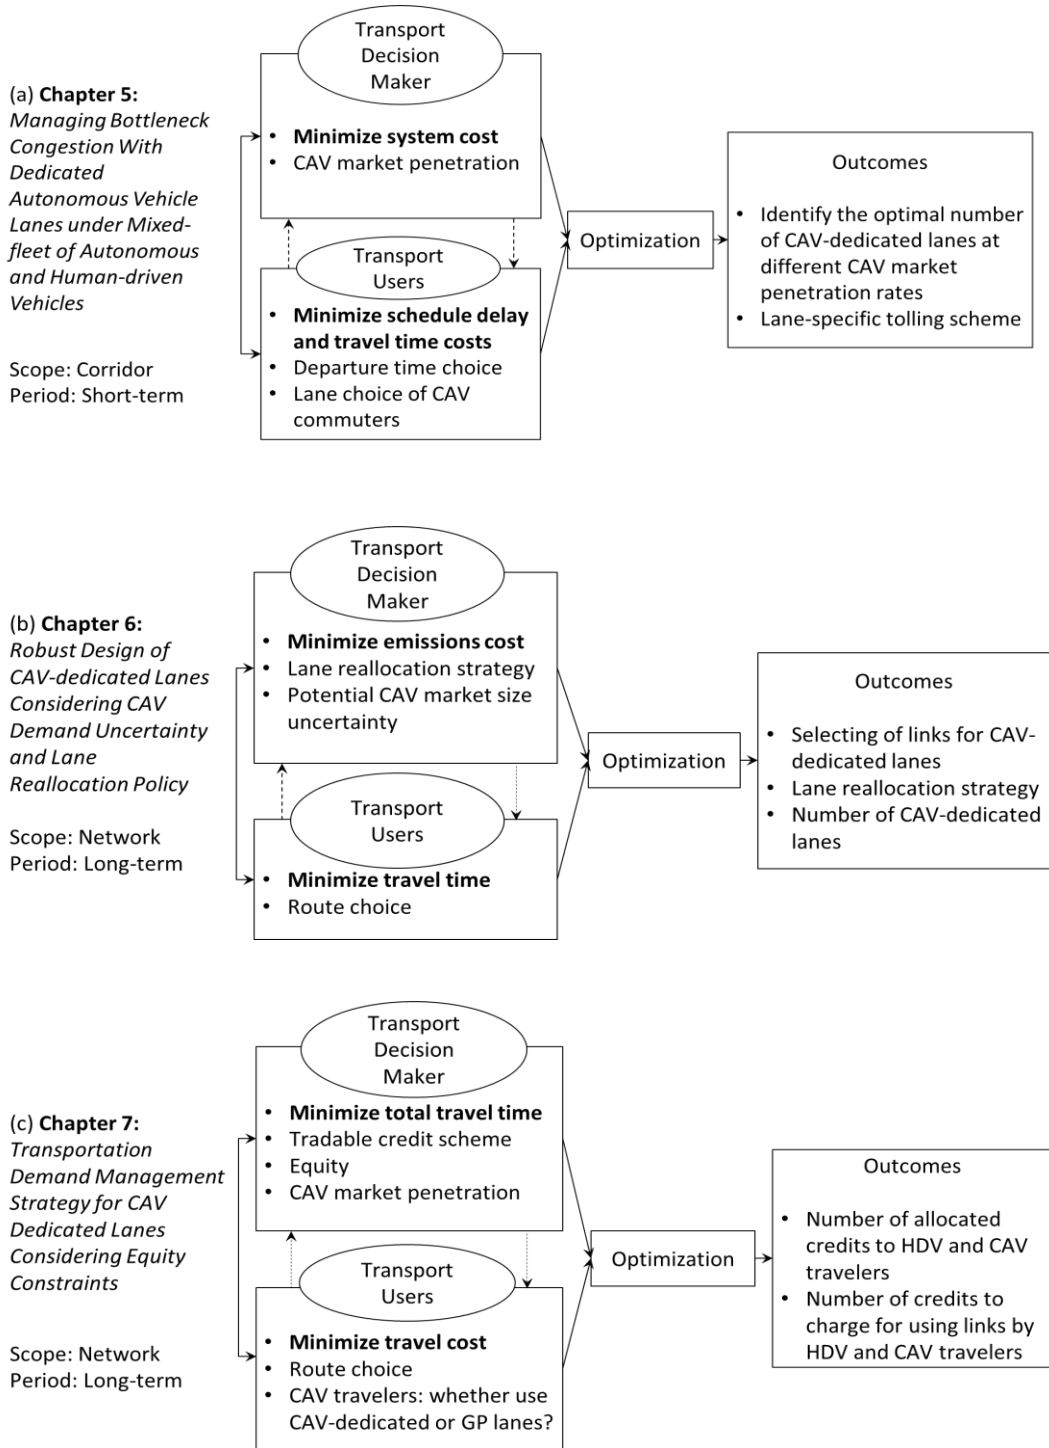 (a) Chapter 5:
Managing Bottleneck
Congestion With
Dedicated
Autonomous Vehicle
Lanes under Mixed-
fleet of Autonomous
and Human-driven
Vehicles
Scope: Corridor
Period: Short-term
Transport
Decision
Maker
• Minimize system cost
• CAV market penetration
Transport
Users
• Minimize schedule delay
and travel time costs
• Departure time choice
• Lane choice of CAV
commuters
Optimization
Outcomes
• Identify the optimal number
of CAV-dedicated lanes at
different CAV market
penetration rates
• Lane-specific tolling scheme
(b) Chapter 6:
Robust Design of
CAV-dedicated Lanes
Considering CAV
Demand Uncertainty
and Lane
Reallocation Policy
Scope: Network
Period: Long-term
Transport
Decision
Maker
• Minimize emissions cost
• Lane reallocation strategy
• Potential CAV market size
uncertainty
Transport
Users
• Minimize travel time
• Route choice
Optimization
Outcomes
• Selecting of links for CAV-
dedicated lanes
• Lane reallocation strategy
• Number of CAV-dedicated
lanes
(c) Chapter 7:
Transportation
Demand Management
Strategy for CAV
Dedicated Lanes
Considering Equity
Constraints
Scope: Network
Period: Long-term
Transport
Decision
Maker
• Minimize total travel time
• Tradable credit scheme
• Equity
• CAV market penetration
Transport
Users
• Minimize travel cost
• Route choice
• CAV travelers: whether use
CAV-dedicated or GP lanes?
Optimization
Outcomes
• Number of allocated
credits to HDV and CAV
travelers
• Number of credits to
charge for using links by
HDV and CAV travelers